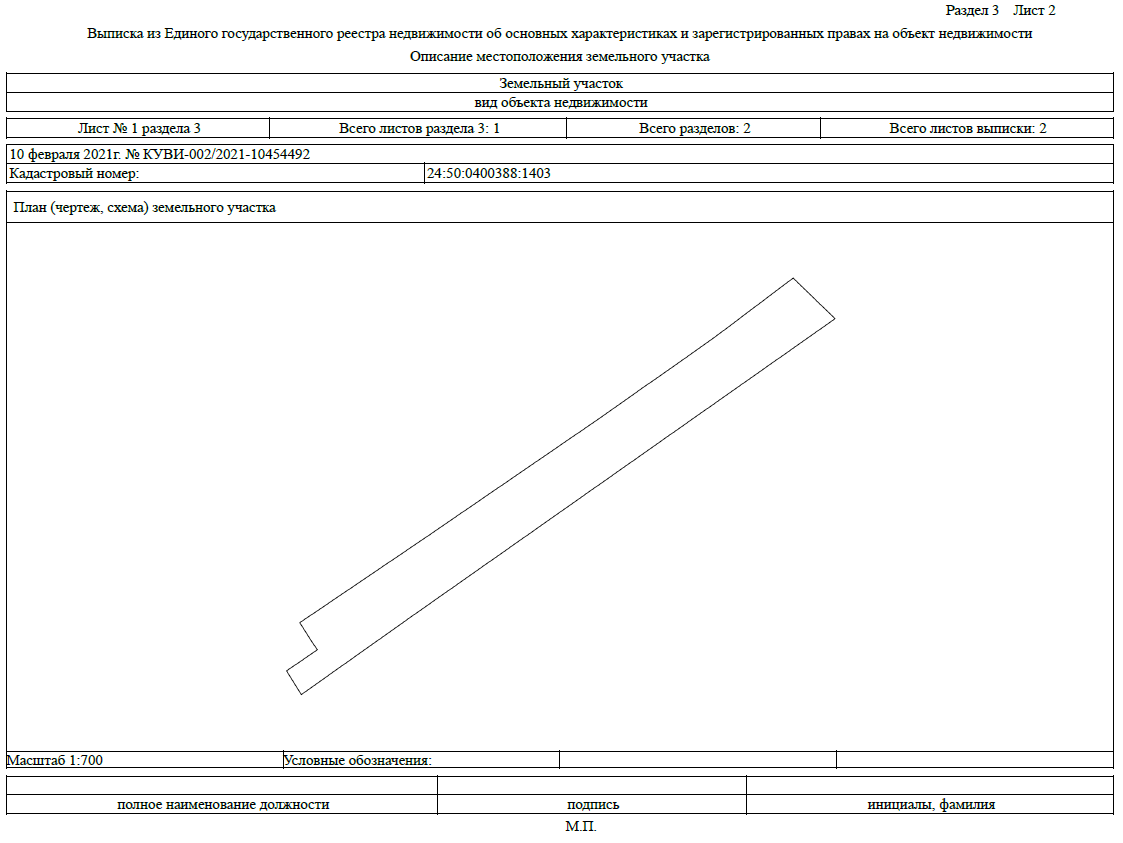 Раздел 3 Лист 2
Выписка из Единого государственного реестра недвижимости об основных характеристиках и зарегистрированных правах на объект недвижимости
Описание местоположения земельного участка
Земельный участок
вид объекта недвижимости
Лист № 1 раздела 3 Всего листов раздела 3: 1 Всего разделов: 2 Всего листов выписки: 2
10 февраля 2021г. № КУВИ-002/2021-10454492
Кадастровый номер: 24:50:0400388:1403
План (чертеж, схема) земельного участка
Масштаб 1:700 Условные обозначения:
полное наименование должности подпись инициалы, фамилия
М.П.